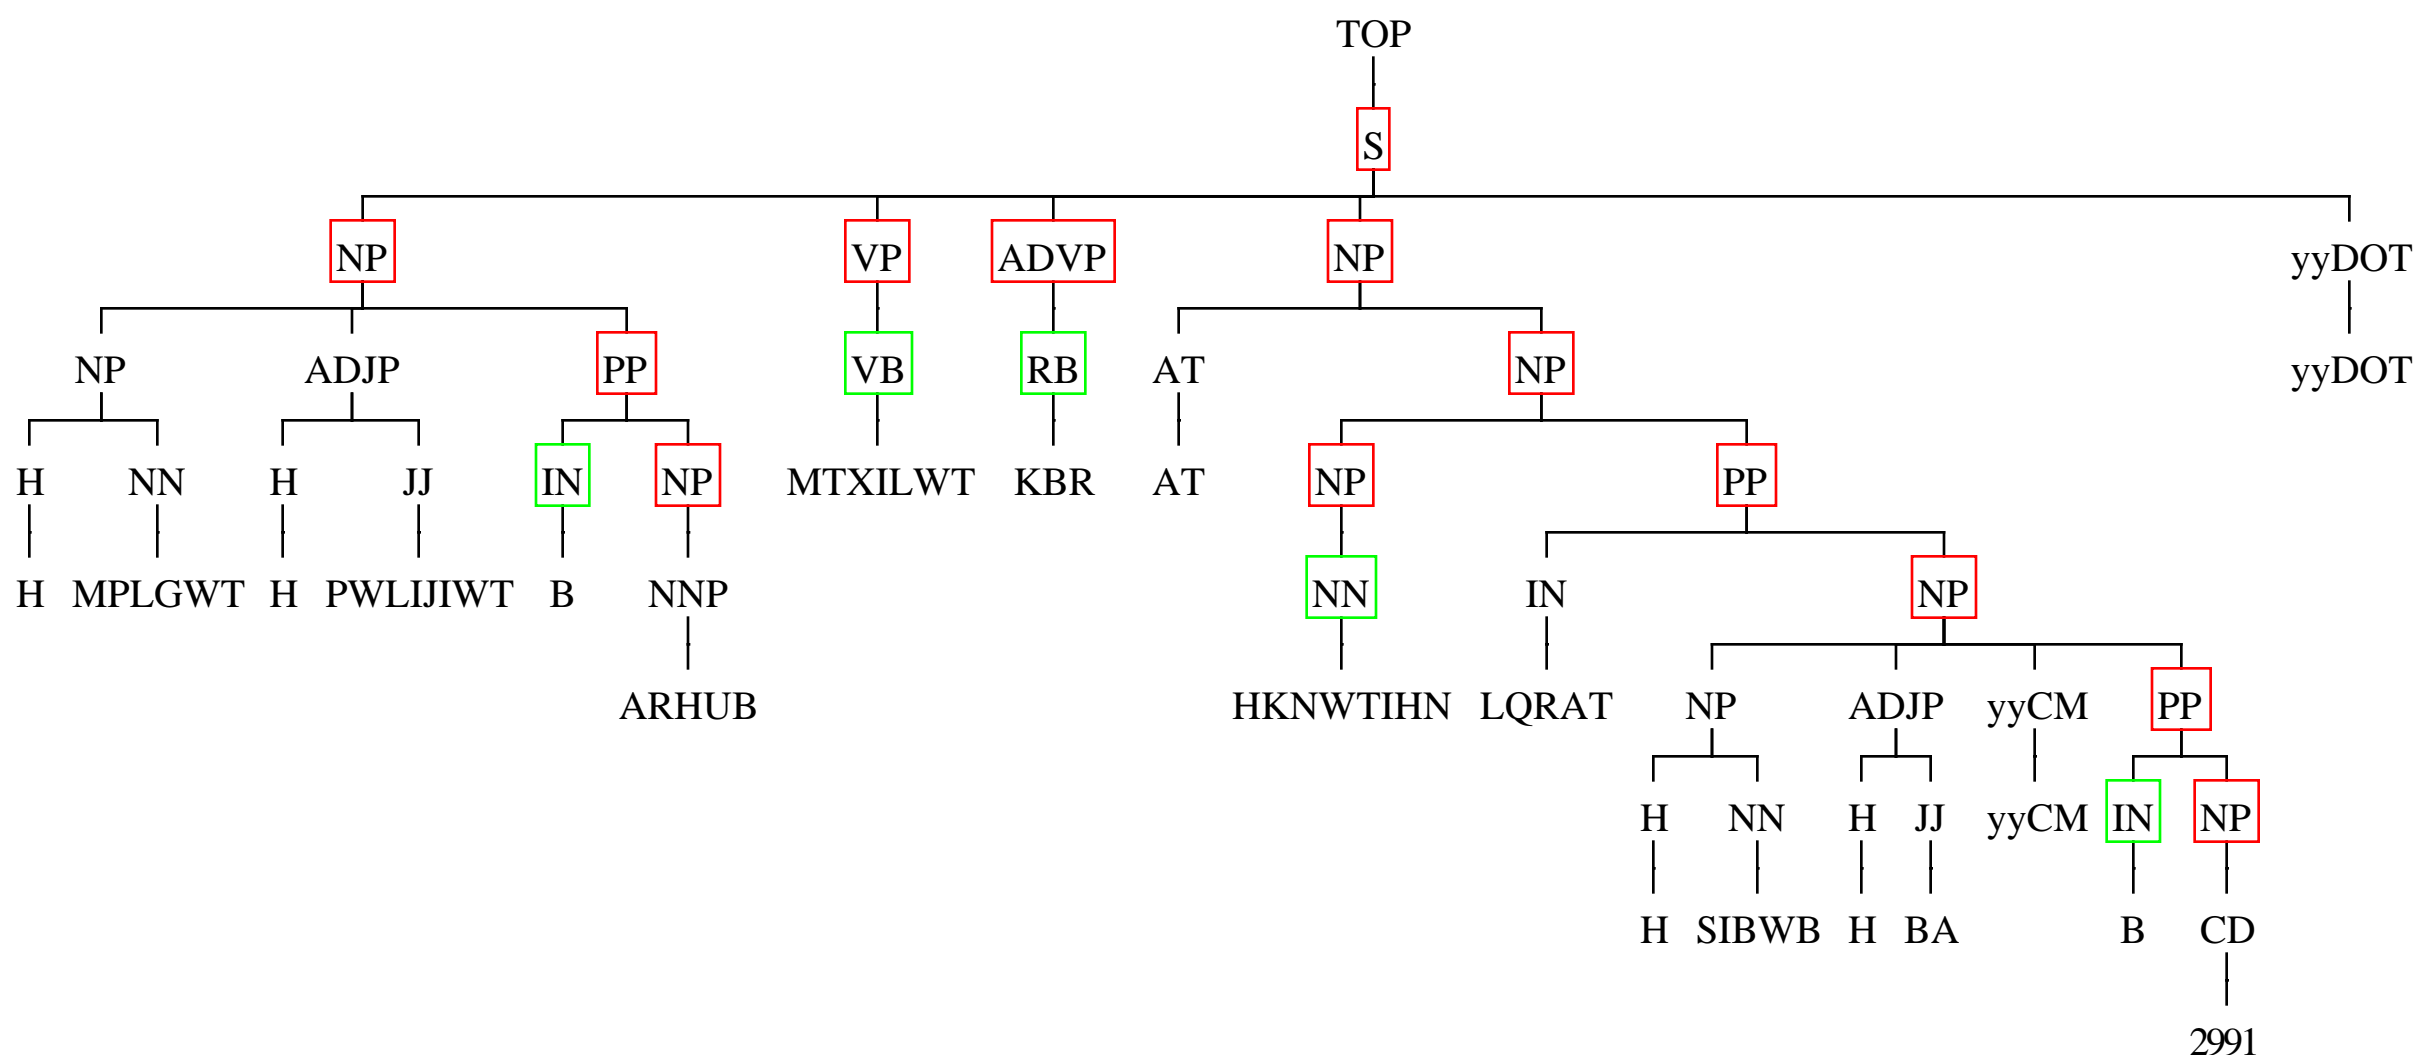 TOP
S
NP VP ADVP NP yyDOT
NP ADJP PP VB RB AT NP yyDOT
H NN H JJ IN NP MTXILWT KBR AT NP PP
H MPLGWT H PWLIJIWT B NNP NN IN NP
ARHUB HKNWTIHN LQRAT NP ADJP yyCM PP
H NN H JJ yyCM IN NP
H SIBWB H BA B CD
2991